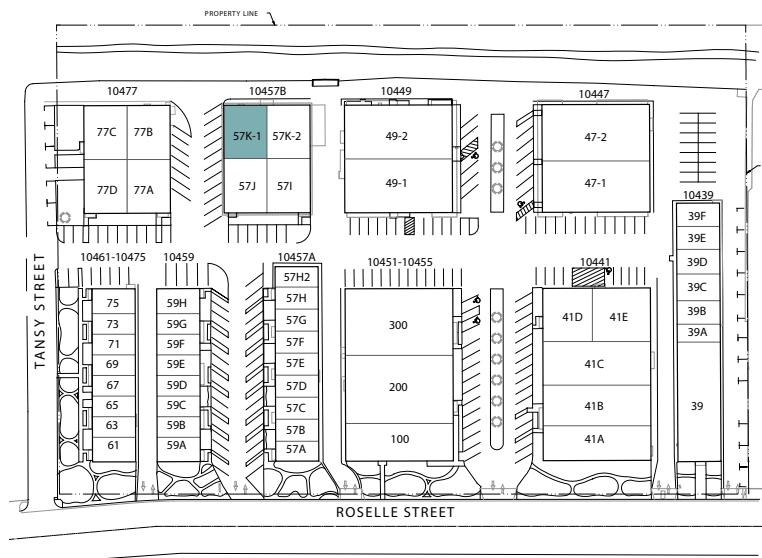 PROPERTY LINE
10477
10457B
10449
10447
77C
77B
77D
77A
57K-1
57K-2
57J
57I
49-2
49-1
47-2
47-1
10439
39F
39E
39D
39C
39B
39A
39
TANSY STREET
10461-10475
75
73
71
69
67
65
63
61
10459
59H
59G
59F
59E
59D
59C
59B
59A
10457A
57H2
57H
57G
57F
57E
57D
57C
57B
57A
10451-10455
300
200
100
10441
41D
41E
41C
41B
41A
ROSELLE STREET